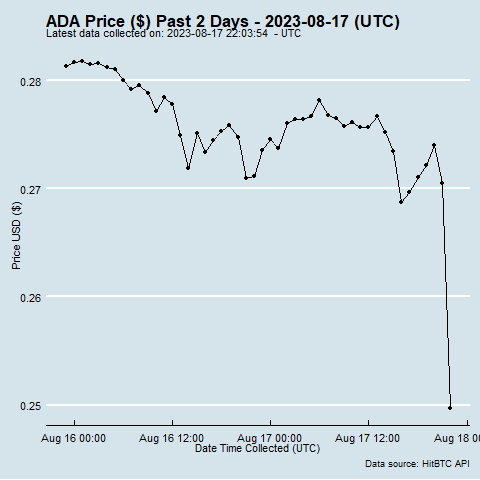 ADA Price ($) Past 2 Days - 2023-08-17 (UTC)
Latest data collected on: 2023-08-17 22:03:54  - UTC
0.28
0.27
0.26
0.25
Price USD ($)
Aug 16 00:00
Aug 16 12:00
Aug 17 00:00
Aug 17 12:00
Aug 18 0
Date Time Collected (UTC)
Data source: HitBTC API